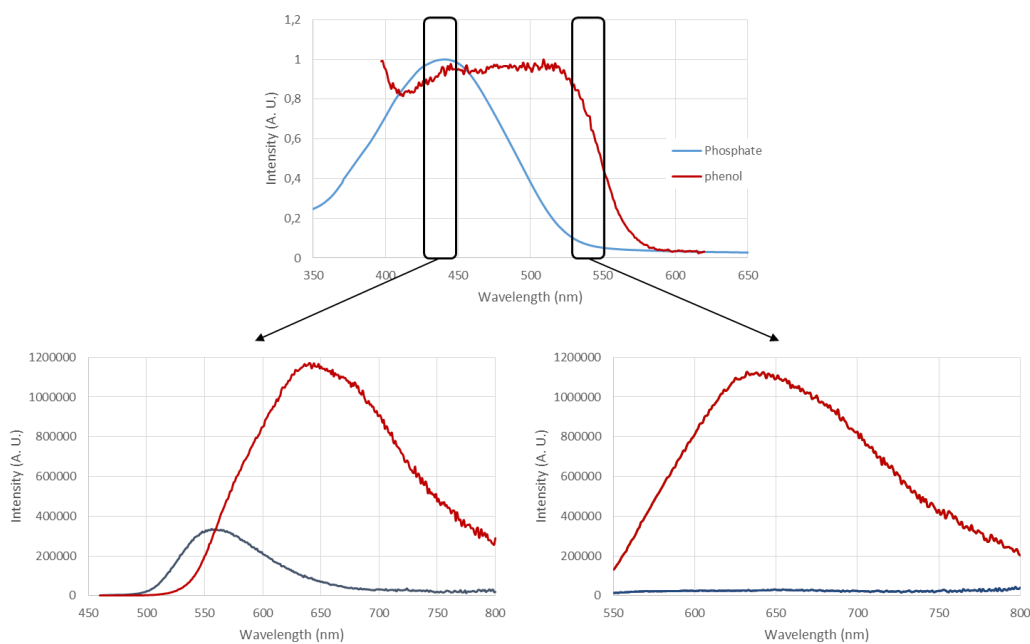 1,2
1
0,8
0,6
0,4
0,2
0
Intensity (A. U.)
350 400 450 500 550 600 650
Wavelength (nm)
Phosphate
phenol
1200000
1000000
800000
600000
400000
200000
0
Intensity (A. U.)
450 500 550 600 650 700 750 800
Wavelength (nm)
1200000
1000000
800000
600000
400000
200000
0
Intensity (A. U.)
550 600 650 700 750 800
Wavelength (nm)